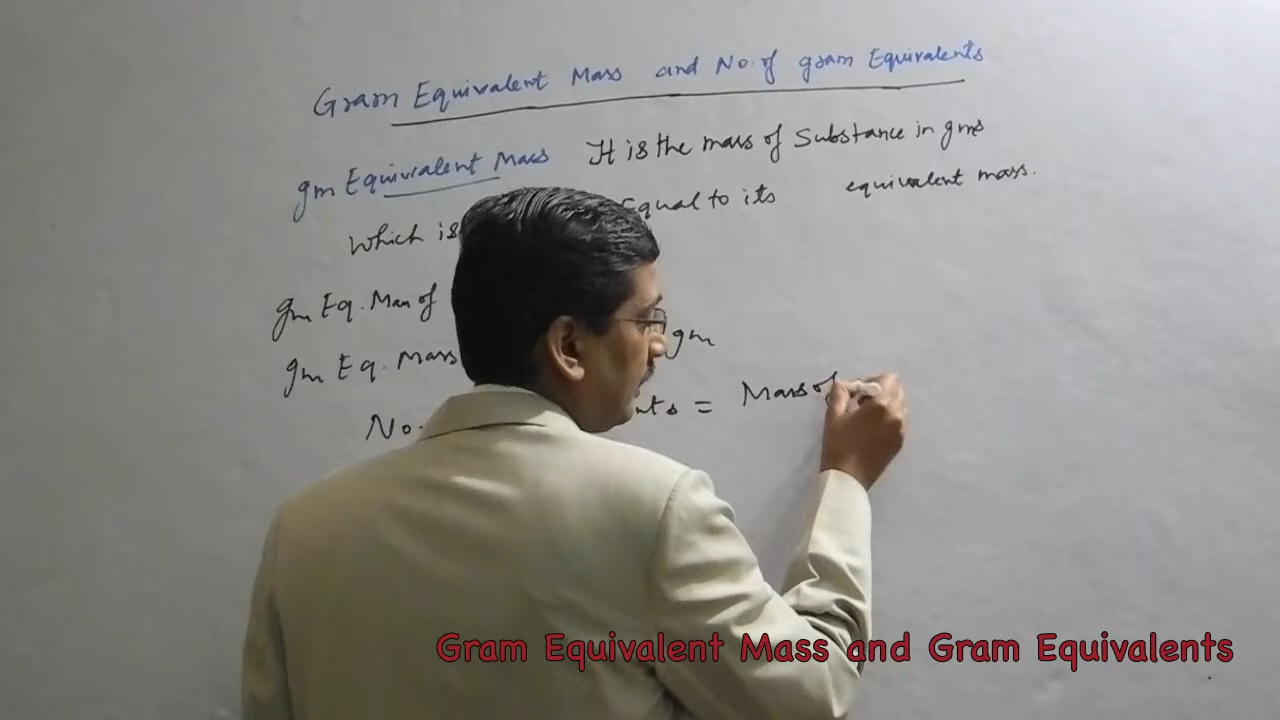 Gram Equivalent Mass and No. of gram Equivalents
gm Equivalent Mass It is the mass of Substance in gms
Which is Equal to its equivalent mass.
gm Eq. Mass of
gm Eq. Mass gm
No. = Mass of
Gram Equivalent Mass and Gram Equivalents